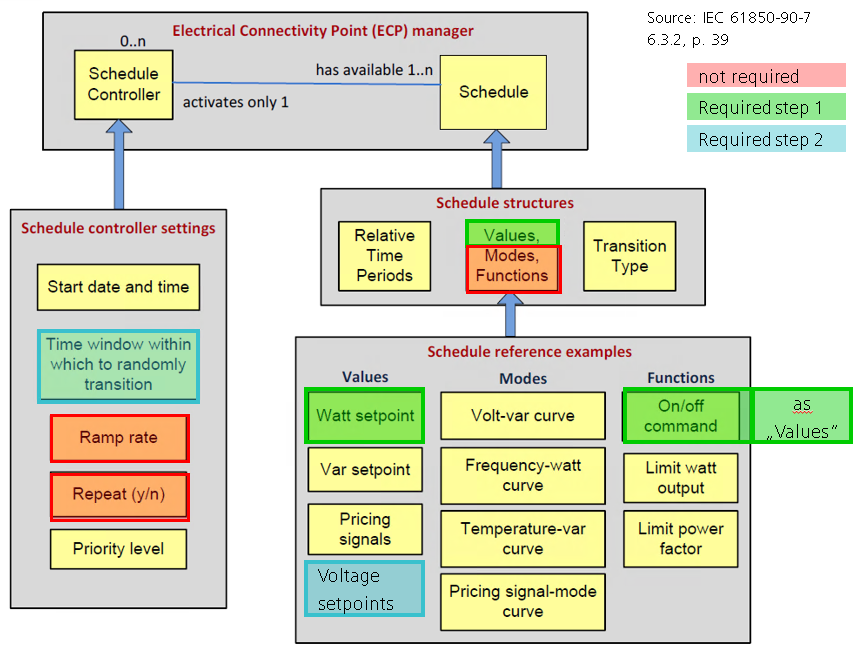 Electrical Connectivity Point (ECP) manager
0..n
Schedule
Controller
has available 1..n
activates only 1
Schedule
Source: IEC 61850-90-7
6.3.2, p. 39
not required
Required step 1
Required step 2
Schedule controller settings
Start date and time
Time window within
which to randomly
transition
Ramp rate
Repeat (y/n)
Priority level
Schedule structures
Relative
Time
Periods
Values,
Modes,
Functions
Transition
Type
Schedule reference examples
Values
Watt setpoint
Var setpoint
Pricing
signals
Voltage
setpoints
Modes
Volt-var curve
Frequency-watt
curve
Temperature-var
curve
Pricing signal-mode
curve
Functions
On/off
command
Limit watt
output
Limit power
factor
as
„Values“